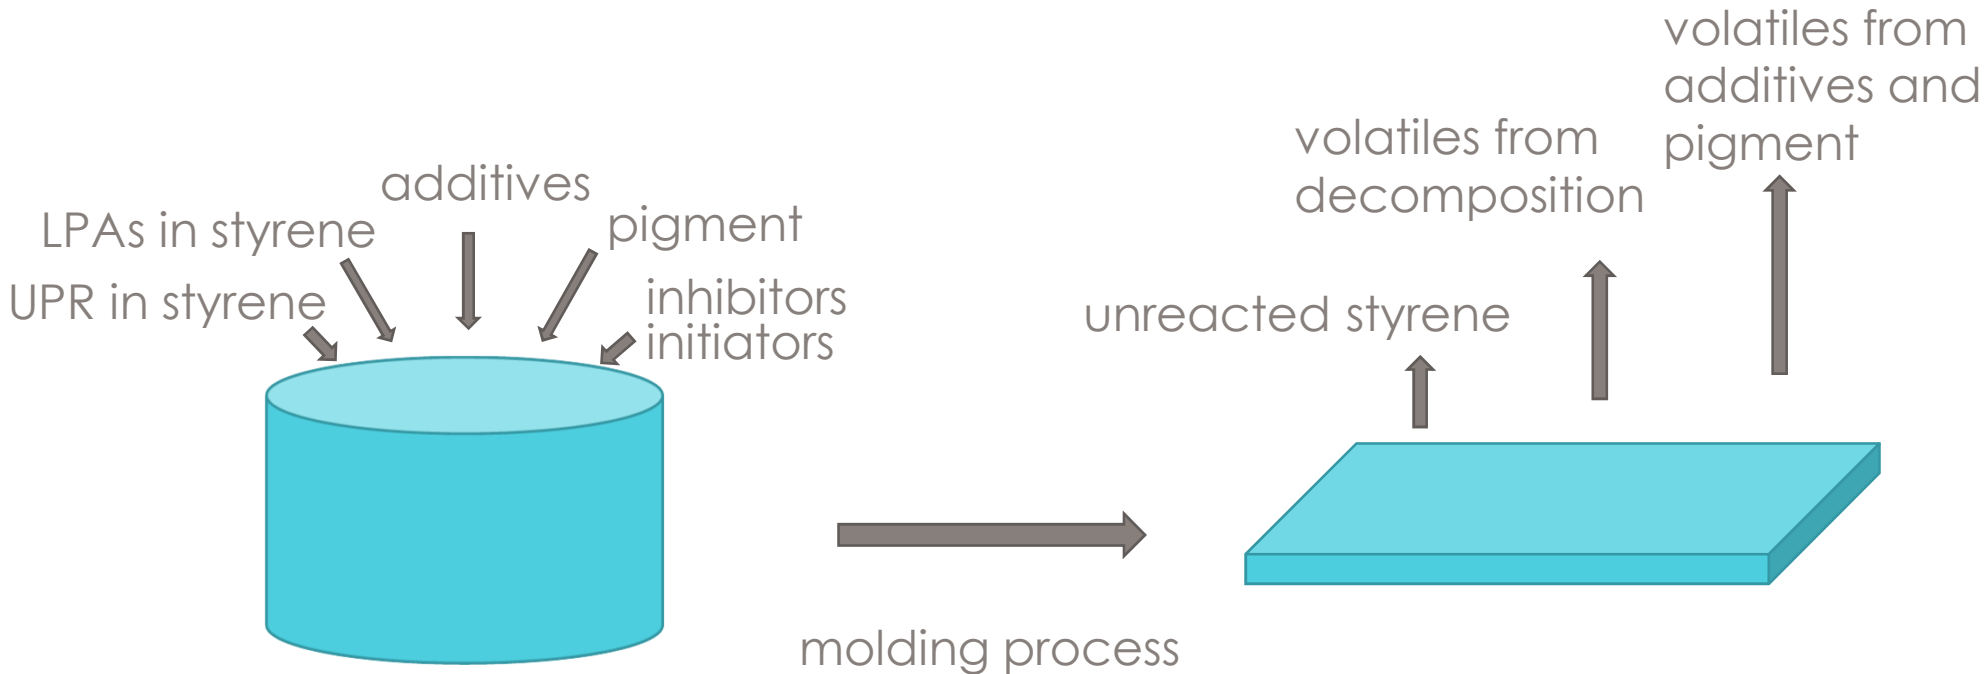 LPAs in styrene
UPR in styrene
additives
pigment
inhibitors
initiators
molding process
unreacted styrene
volatiles from
decomposition
volatiles from
additives and
pigment